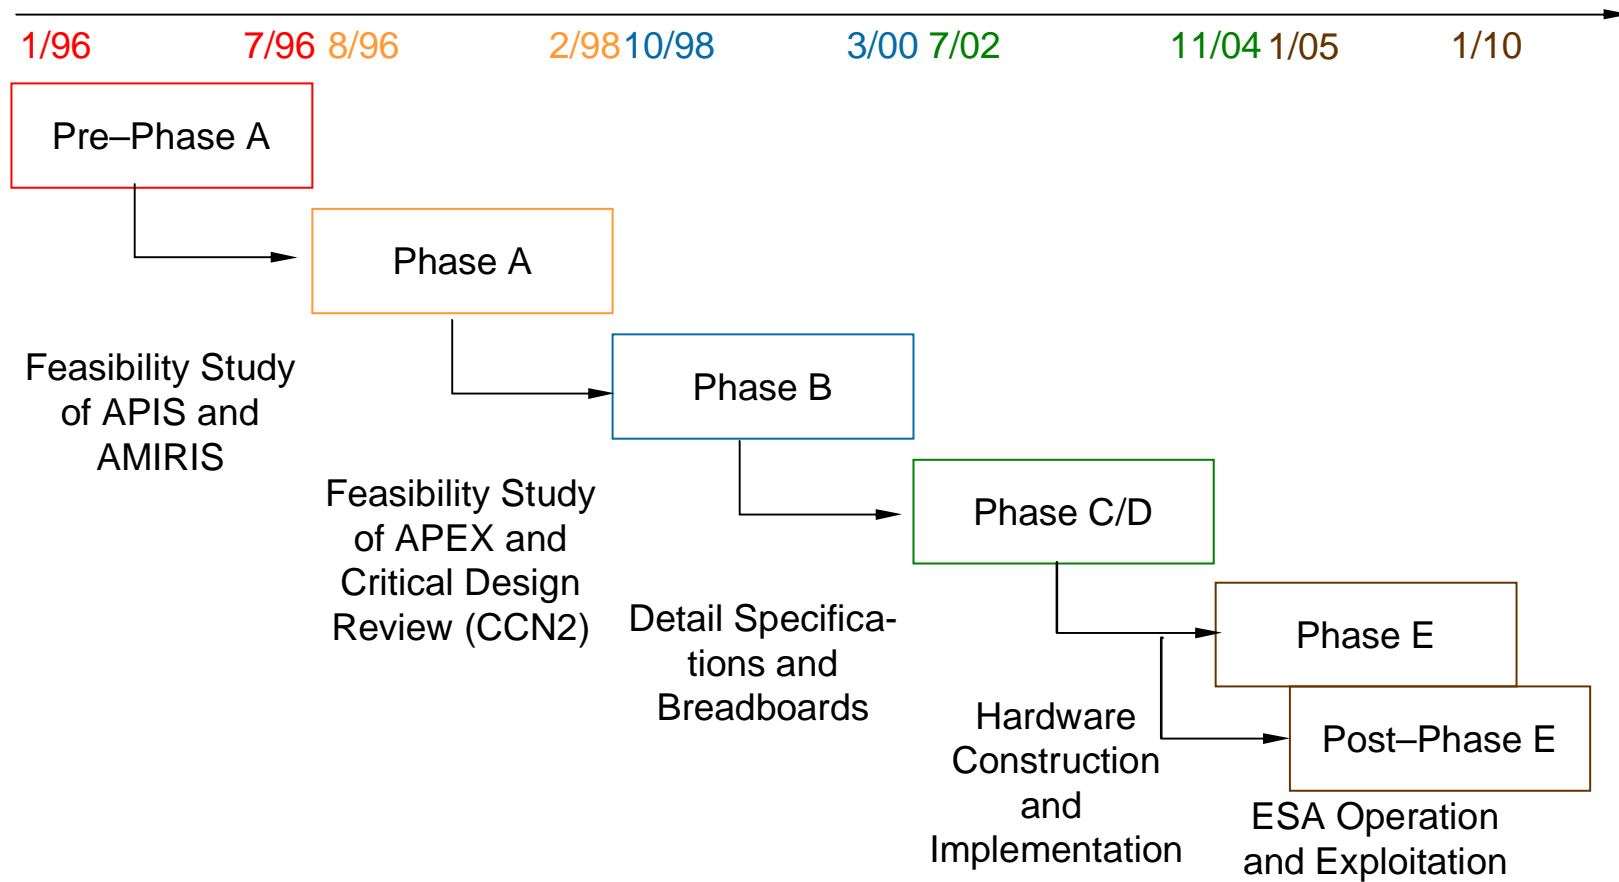 1/96 7/96 8/96 2/98 10/98 3/00 7/02 11/04 1/05 1/10
Pre–Phase A
Phase A
Feasibility Study
of APIS and
AMIRIS
Phase B
Feasibility Study
of APEX and
Critical Design
Review (CCN2)
Phase C/D
Detail Specifica-
tions and
Breadboards
Phase E
Hardware
Construction
and
Implementation
Post–Phase E
ESA Operation
and Exploitation